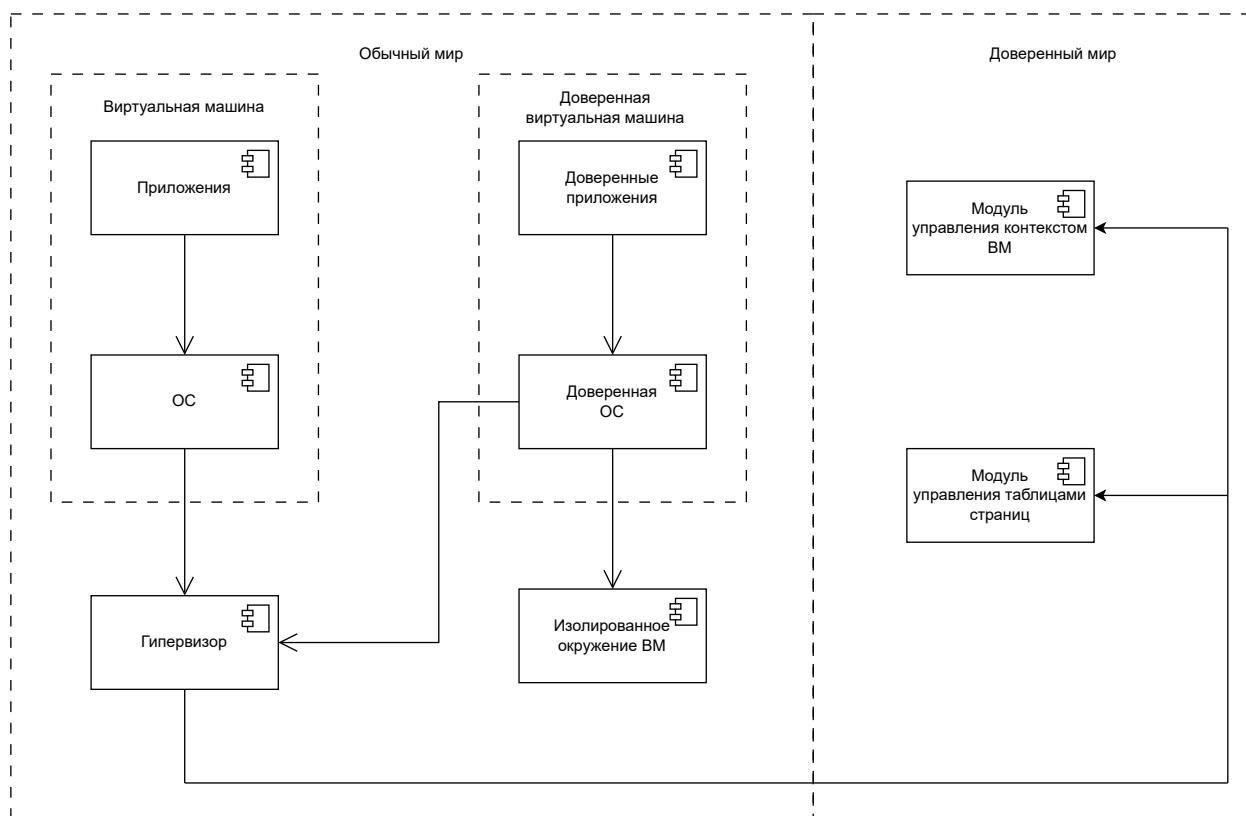 Обычный мир
Доверенный мир
Виртуальная машина
Доверенная
виртуальная машина
Приложения
Доверенные
приложения
Модуль
управления контекстом
ВМ
ОС
Доверенная
ОС
Модуль
управления таблицами
страниц
Гипервизор
Изолированное
окружение ВМ